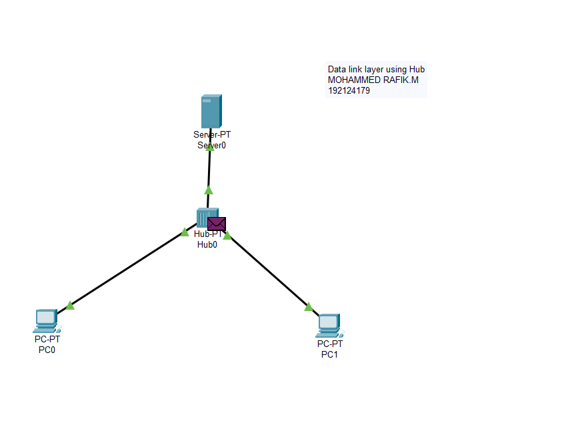 Data link layer using Hub
MOHAMMED RAFIK.M
192124179
Server-PT
Server0
Hub-PT
Hub0
PC-PT
PC0
PC-PT
PC1